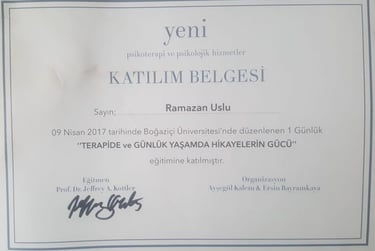 yeni
psikoterapi ve psikolojik hizmetler
KATILIM BELGESİ
Sayın; Ramazan Uslu
09 Nisan 2017 tarihinde Boğaziçi Üniversitesi'nde düzenlenen 1 Günlük
"TERAPİDE ve GÜNLÜK YAŞAMDA HİKAYELERİN GÜCÜ"
eğitimine katılmıştır.
Eğitmen Organizasyon
Prof. Dr. Jeffrey A. Kottler Ayşegül Kalem & Ersin Bayramkaya